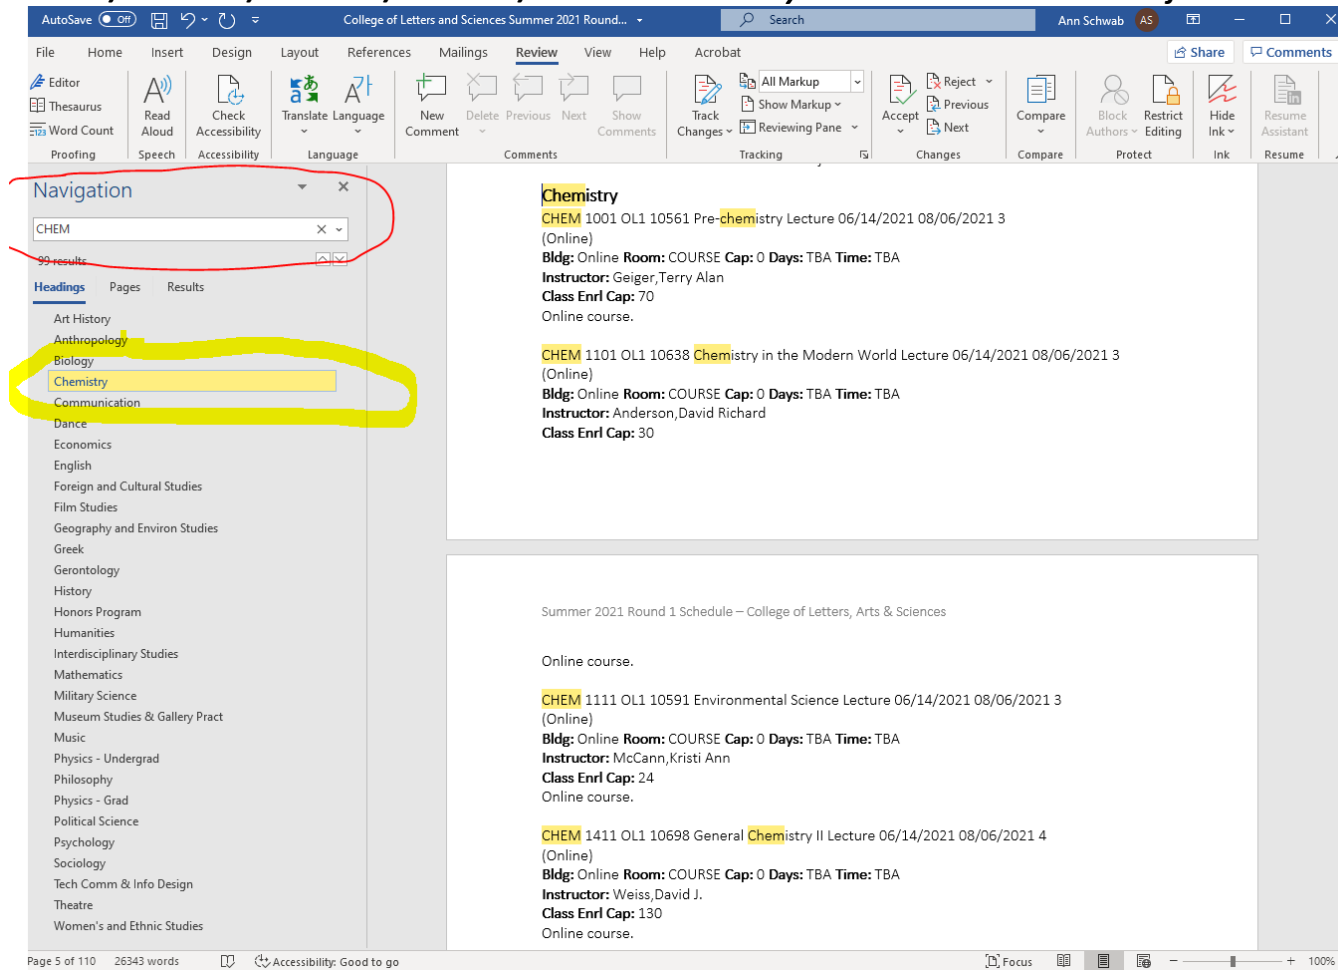 AutoSave Off College of Letters and Sciences Summer 2021 Round... Search Ann Schwab AS
File Home Insert Design Layout References Mailings Review View Help Acrobat Share Comments
Editor
Thesaurus
Word Count
Read Aloud
Check Accessibility
Translate Language
New Comment Delete Previous Next Show Comments
Track Changes
All Markup
Show Markup
Reviewing Pane
Accept
Reject
Previous
Next
Compare
Block Authors
Restrict Editing
Hide Ink
Resume Assistant
Proofing Speech Accessibility Language Comments Tracking Changes Compare Protect Ink Resume
Navigation
CHEM
99 results
Headings Pages Results
Art History
Anthropology
Biology
Chemistry
Communication
Dance
Economics
English
Foreign and Cultural Studies
Film Studies
Geography and Environ Studies
Greek
Gerontology
History
Honors Program
Humanities
Interdisciplinary Studies
Mathematics
Military Science
Museum Studies & Gallery Pract
Music
Physics - Undergrad
Philosophy
Physics - Grad
Political Science
Psychology
Sociology
Tech Comm & Info Design
Theatre
Women's and Ethnic Studies
Chemistry
CHEM 1001 OL1 10561 Pre-chemistry Lecture 06/14/2021 08/06/2021 3
(Online)
Bldg: Online Room: COURSE Cap: 0 Days: TBA Time: TBA
Instructor: Geiger,Terry Alan
Class Enrl Cap: 70
Online course.
CHEM 1101 OL1 10638 Chemistry in the Modern World Lecture 06/14/2021 08/06/2021 3
(Online)
Bldg: Online Room: COURSE Cap: 0 Days: TBA Time: TBA
Instructor: Anderson,David Richard
Class Enrl Cap: 30
Summer 2021 Round 1 Schedule – College of Letters, Arts & Sciences
Online course.
CHEM 1111 OL1 10591 Environmental Science Lecture 06/14/2021 08/06/2021 3
(Online)
Bldg: Online Room: COURSE Cap: 0 Days: TBA Time: TBA
Instructor: McCann,Kristi Ann
Class Enrl Cap: 24
Online course.
CHEM 1411 OL1 10698 General Chemistry II Lecture 06/14/2021 08/06/2021 4
(Online)
Bldg: Online Room: COURSE Cap: 0 Days: TBA Time: TBA
Instructor: Weiss,David J.
Class Enrl Cap: 130
Online course.
Page 5 of 110 26343 words Accessibility: Good to go Focus 100%